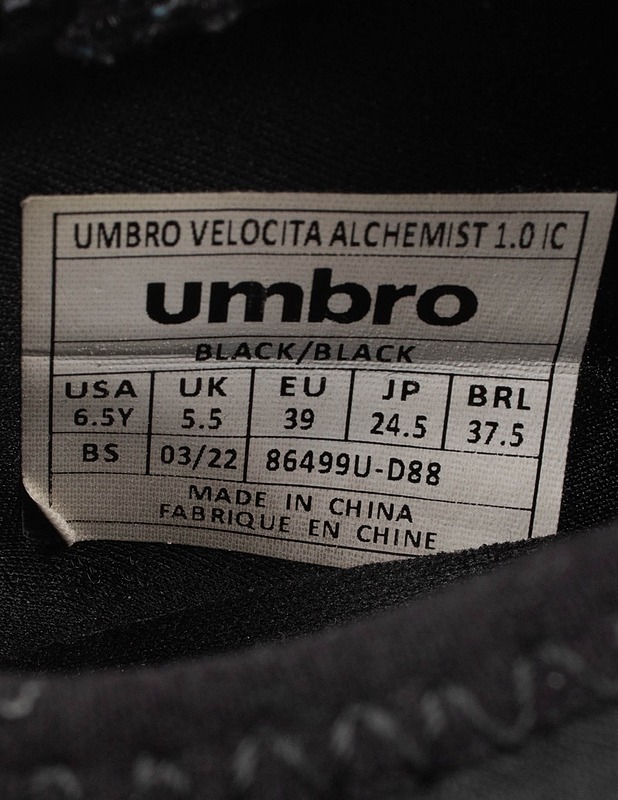 UMBRO VELOCITA ALCHEMIST 1.0 IC
umbro
BLACK/BLACK
USA UK EU JP BRL
6.5Y 5.5 39 24.5 37.5
BS 03/22 86499U-D88
MADE IN CHINA
FABRIQUE EN CHINE